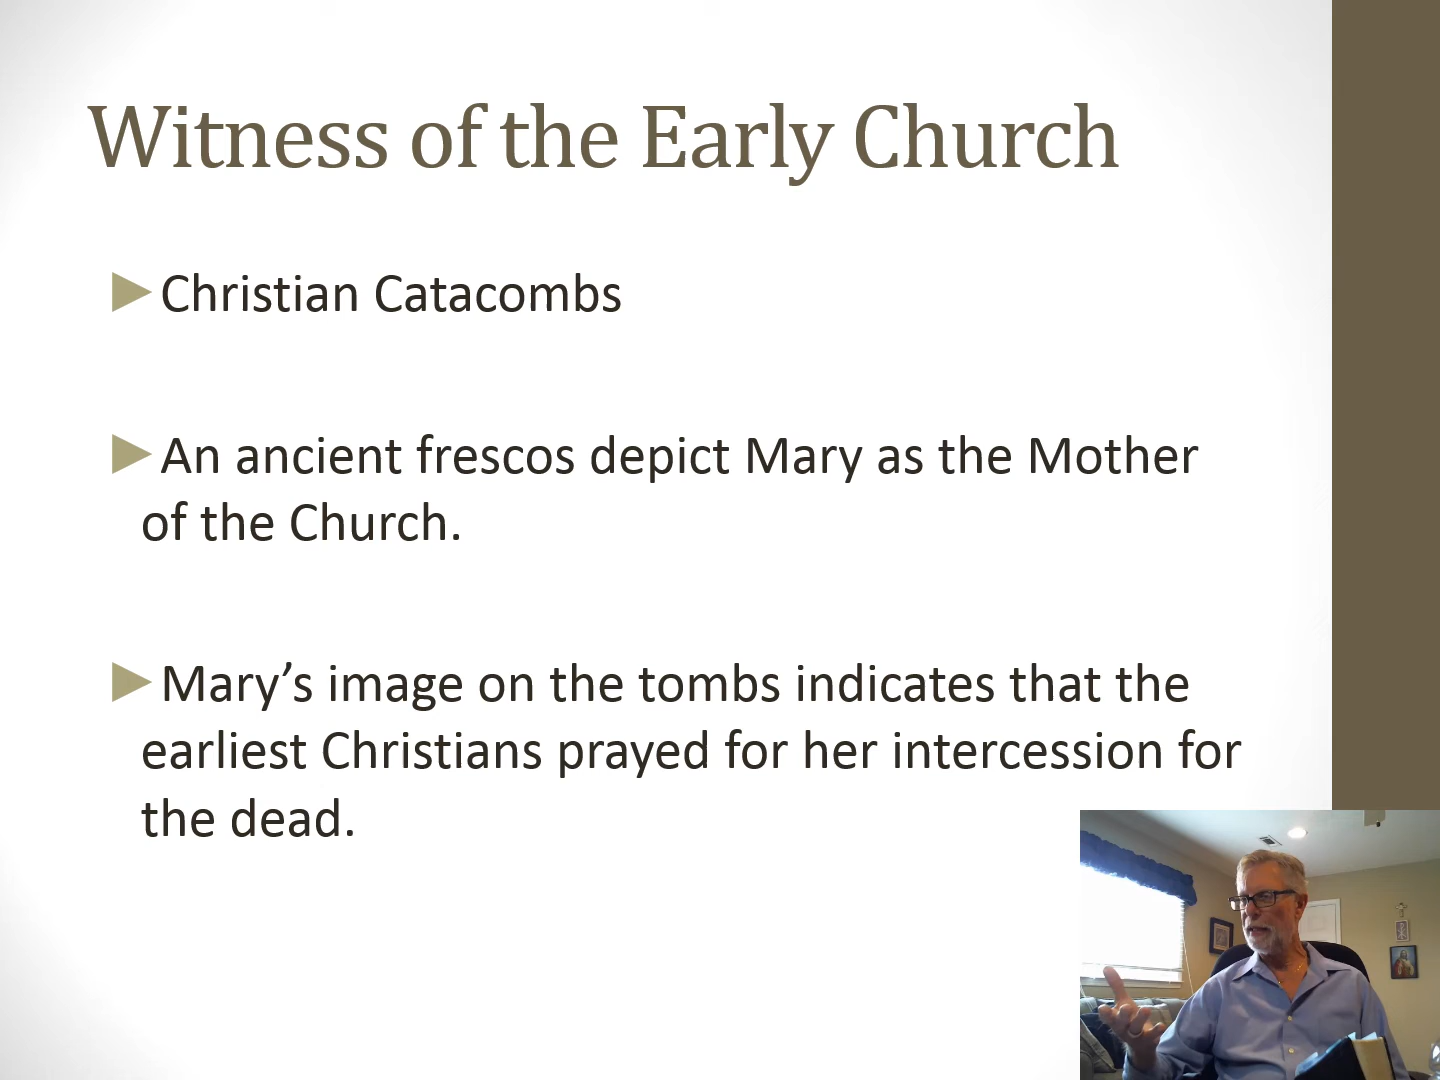 Witness of the Early Church
►Christian Catacombs
►An ancient frescos depict Mary as the Mother
of the Church.
►Mary’s image on the tombs indicates that the
earliest Christians prayed for her intercession for
the dead.